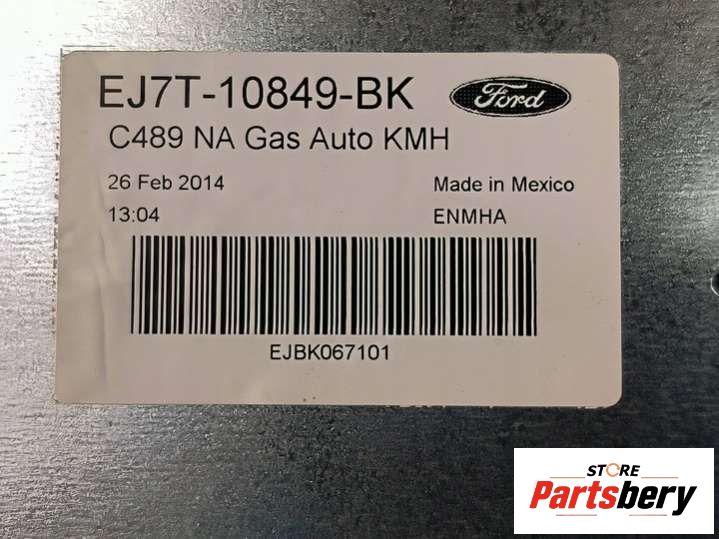 EJ7T-10849-BK
Ford
C489 NA Gas Auto KMH
26 Feb 2014
Made in Mexico
13:04
ENMHA
EJBK067101
STORE
Partsbery